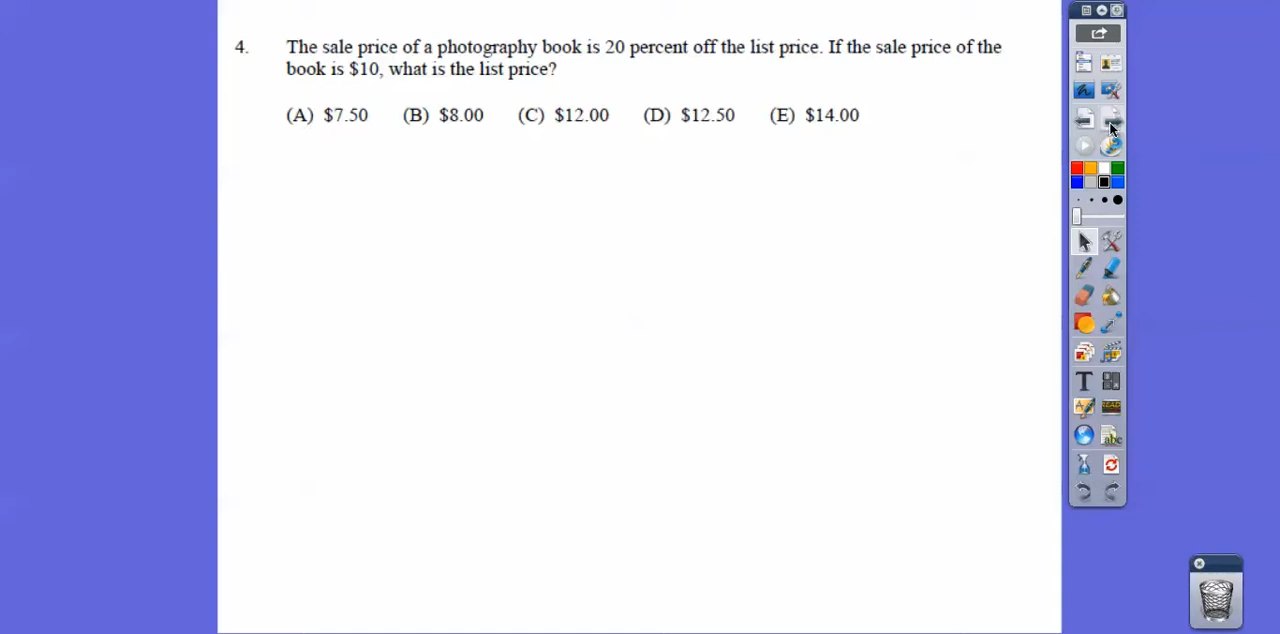 4. The sale price of a photography book is 20 percent off the list price. If the sale price of the
book is $10, what is the list price?
(A) $7.50 (B) $8.00 (C) $12.00 (D) $12.50 (E) $14.00
T
abc